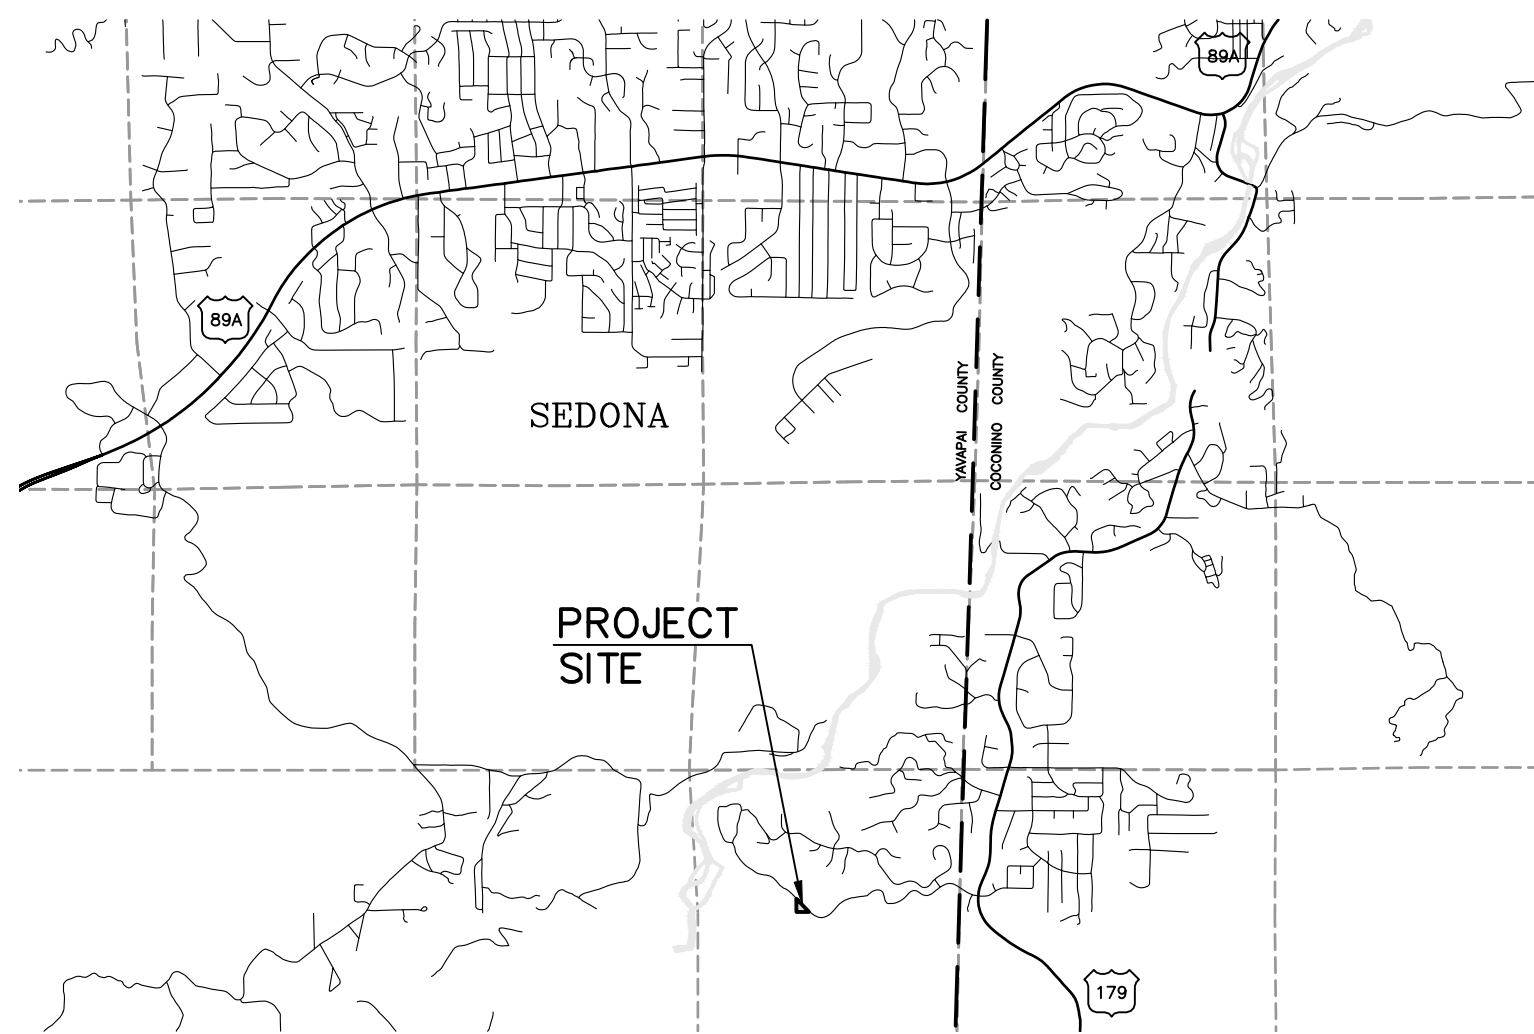 89A
89A
YAVAPAI COUNTY
COCONINO COUNTY
SEDONA
PROJECT
SITE
179